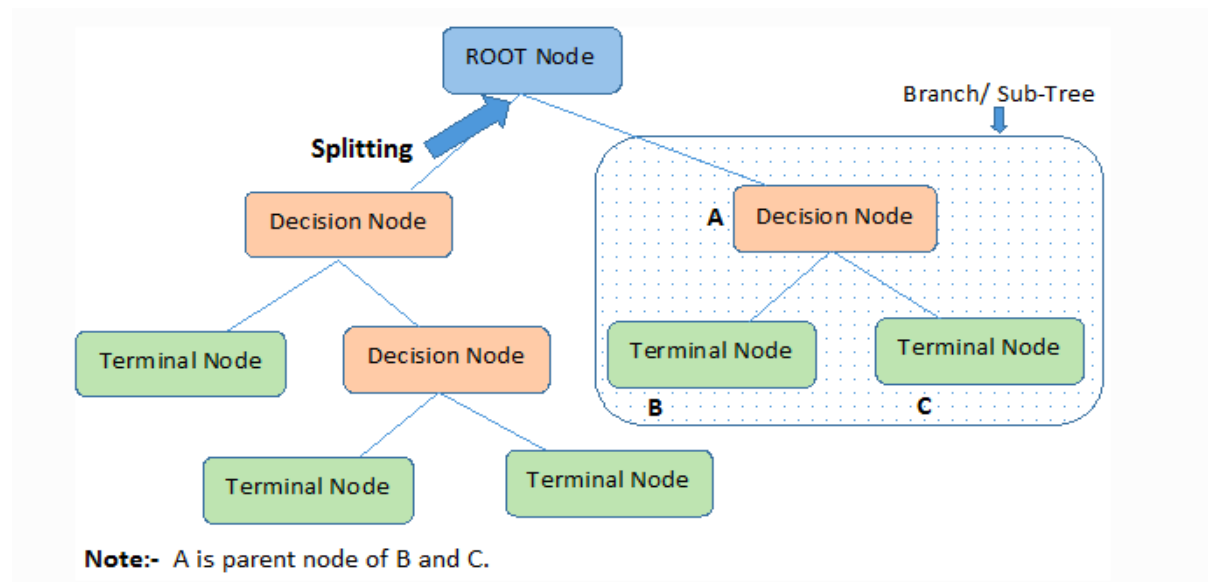 ROOT Node
Branch/ Sub-Tree
Splitting
Decision Node
A
Decision Node
Terminal Node
Decision Node
Terminal Node
Terminal Node
B
C
Terminal Node
Terminal Node
Note:- A is parent node of B and C.